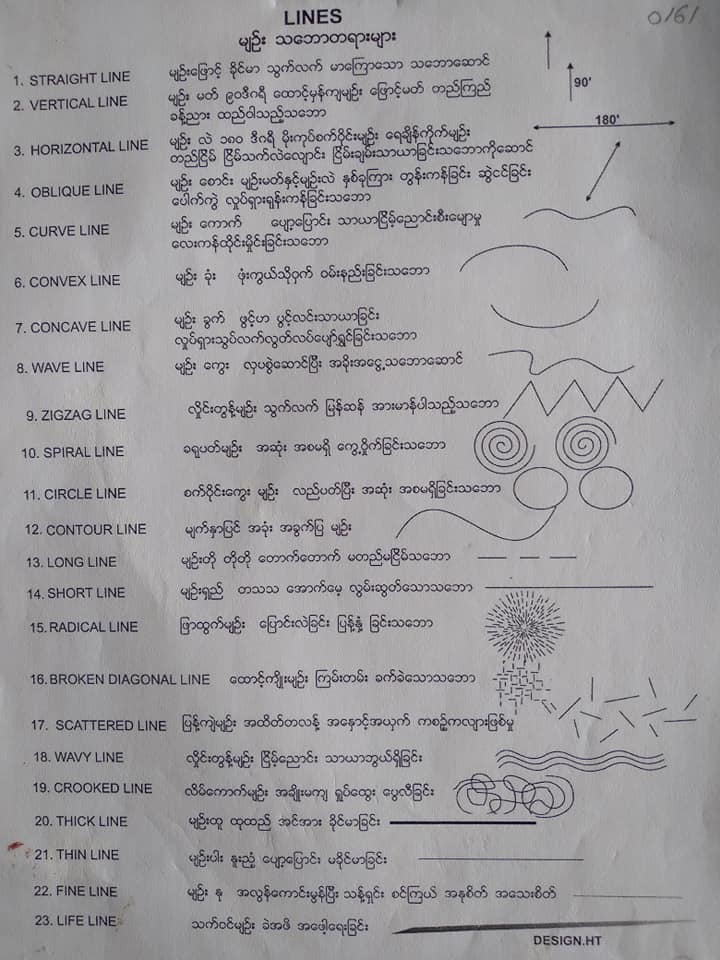 LINES
0/6/
မျဉ်း သဘောတရားများ
1. STRAIGHT LINE မျဉ်းဖြောင့် ခိုင်မာ သွက်လက် မာကြောသော သဘောဆောင်
2. VERTICAL LINE မျဉ်း မတ် ၉၀ဒီဂရီ ထောင့်မှန်ကျမျဉ်း ဖြောင့်မတ် တည်ကြည်
ခန့်ညား ထည်ဝါသည့်သဘော
90'
180'
3. HORIZONTAL LINE မျဉ်း လဲ ၁၈၀ ဒီဂရီ မိုးကုပ်စက်ဝိုင်းမျဉ်း ရေချိန်ကိုက်မျဉ်း
တည်ငြိမ် ငြိမ်သက်လဲလျောင်း ငြိမ်းချမ်းသာယာခြင်းသဘောကိုဆောင်
4. OBLIQUE LINE မျဉ်း စောင်း မျဉ်းမတ်နှင့်မျဉ်းလဲ နှစ်ခုကြား တွန်းကန်ခြင်း ဆွဲငင်ခြင်း
ပေါက်ကွဲ လှုပ်ရှားရုန်းကန်ခြင်းသဘော
5. CURVE LINE မျဉ်း ကောက် ပျော့ပြောင်း သာယာငြိမ့်ညောင်းစီးမျောမှု
လေးကန်ထိုင်းမှိုင်းခြင်းသဘော
6. CONVEX LINE မျဉ်း ခုံး ဖုံးကွယ်သိုဝှက် ဝမ်းနည်းခြင်းသဘော
7. CONCAVE LINE မျဉ်း ခွက် ဖွင့်ဟ ပွင့်လင်းသာယာခြင်း
လှုပ်ရှားသွပ်လက်လွတ်လပ်ပျော်ရွှင်ခြင်းသဘော
8. WAVE LINE မျဉ်း ကွေး လှပစွဲဆောင်ပြီး အခိုးအငွေ့သဘောဆောင်
9. ZIGZAG LINE လှိုင်းတွန့်မျဉ်း သွက်လက် မြန်ဆန် အားမာန်ပါသည့်သဘော
10. SPIRAL LINE ခရုပတ်မျဉ်း အဆုံး အစမရှိ ကွေ့ဝိုက်ခြင်းသဘော
11. CIRCLE LINE စက်ဝိုင်းကွေး မျဉ်း လည်ပတ်ပြီး အဆုံး အစမရှိခြင်းသဘော
12. CONTOUR LINE မျက်နှာပြင် အခုံး အခွက်ပြ မျဉ်း
13. LONG LINE မျဉ်းတို တိုတို တောက်တောက် မတည်မငြိမ်သဘော
14. SHORT LINE မျဉ်းရှည် တသသ အောက်မေ့ လွမ်းဆွတ်သောသဘော
15. RADICAL LINE ဖြာထွက်မျဉ်း ပြောင်းလဲခြင်း ပြန့်နှံ့ ခြင်းသဘော
16. BROKEN DIAGONAL LINE ထောင့်ကျိုးမျဉ်း ကြမ်းတမ်း ခက်ခဲသောသဘော
17. SCATTERED LINE ပြန့်ကျဲမျဉ်း အထိတ်တလန့် အနှောင့်အယှက် ကစဉ့်ကလျားဖြစ်မှု
18. WAVY LINE လှိုင်းတွန့်မျဉ်း ငြိမ့်ညောင်း သာယာဘွယ်ရှိခြင်း
19. CROOKED LINE လိမ်ကောက်မျဉ်း အချိုးမကျ ရှုပ်ထွေး ပွေလီခြင်း
20. THICK LINE မျဉ်းထူ ထုထည် အင်အား ခိုင်မာခြင်း
21. THIN LINE မျဉ်းပါး နူးညံ့ ပျော့ပြောင်း မခိုင်မာခြင်း
22. FINE LINE မျဉ်း နု အလွန်ကောင်းမွန်ပြီး သန့်ရှင်း စင်ကြယ် အနုစိတ် အသေးစိတ်
23. LIFE LINE သက်ဝင်မျဉ်း ခဲအဖိ အဖော့ရေးခြင်း
DESIGN.HT